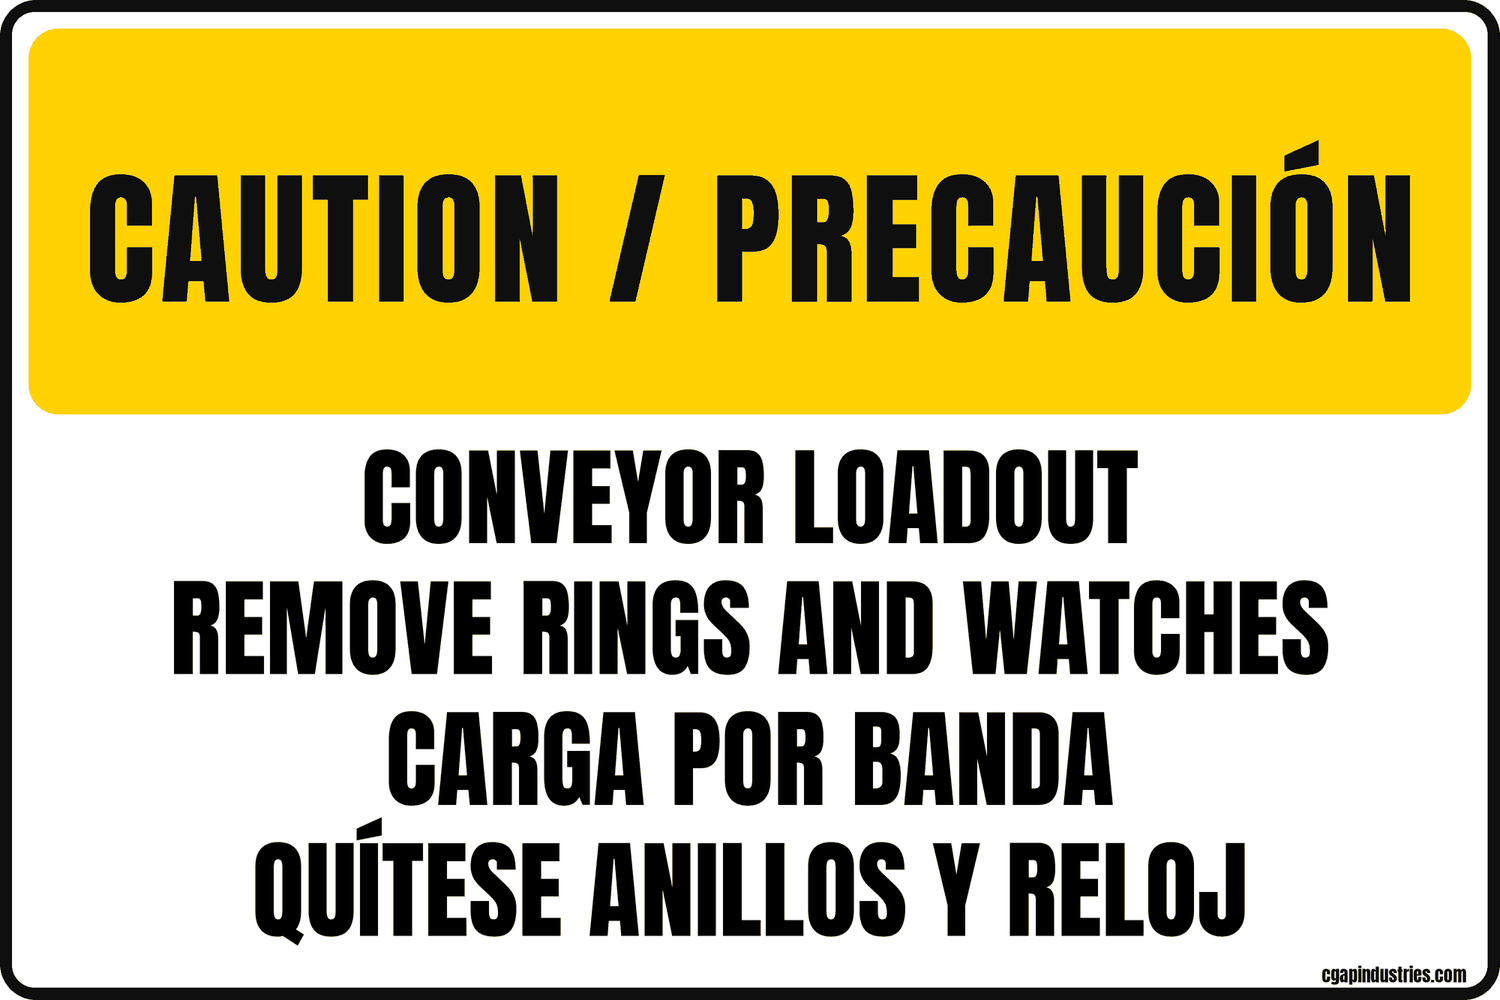 CAUTION / PRECAUCIÓN
CONVEYOR LOADOUT
REMOVE RINGS AND WATCHES
CARGA POR BANDA
QUÍTESE ANILLOS Y RELOJ
cgapindustries.com